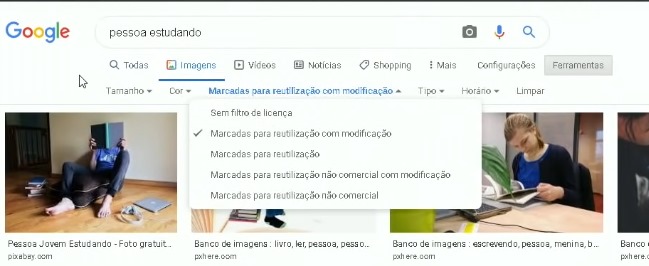 Google
pessoa estudando
Todas Imagens Vídeos Notícias Shopping Mais Configurações Ferramentas
Tamanho Cor Marcadas para reutilização com modificação Tipo Horário Limpar
Sem filtro de licença
Marcadas para reutilização com modificação
Marcadas para reutilização
Marcadas para reutilização não comercial com modificação
Marcadas para reutilização não comercial
Pessoa Jovem Estudando - Foto gratuit...
pixabay.com
Banco de imagens : livro, ler, pessoa, pesso...
pxhere.com
Banco de imagens : escrevendo, pessoa, menina, b...
pxhere.com
Banco
pxhere